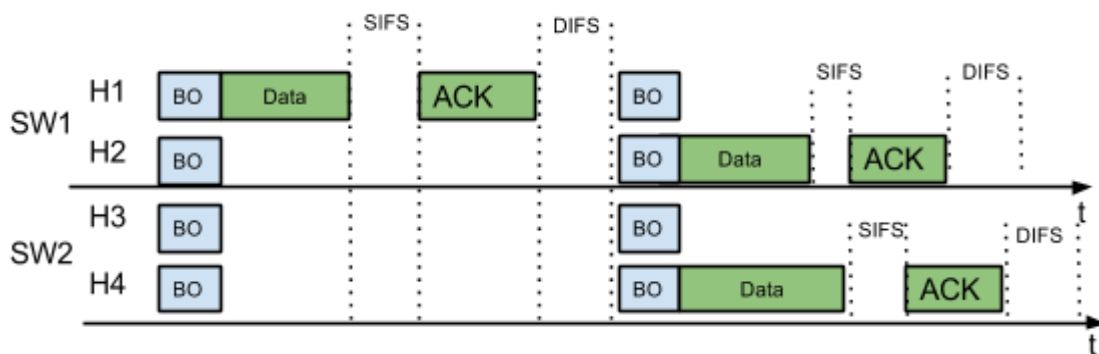 SIFS DIFS
SIFS DIFS
H1 BO Data ACK BO
SW1
H2 BO BO Data ACK
t
H3 BO BO
SIFS DIFS
SW2
H4 BO BO Data ACK
t